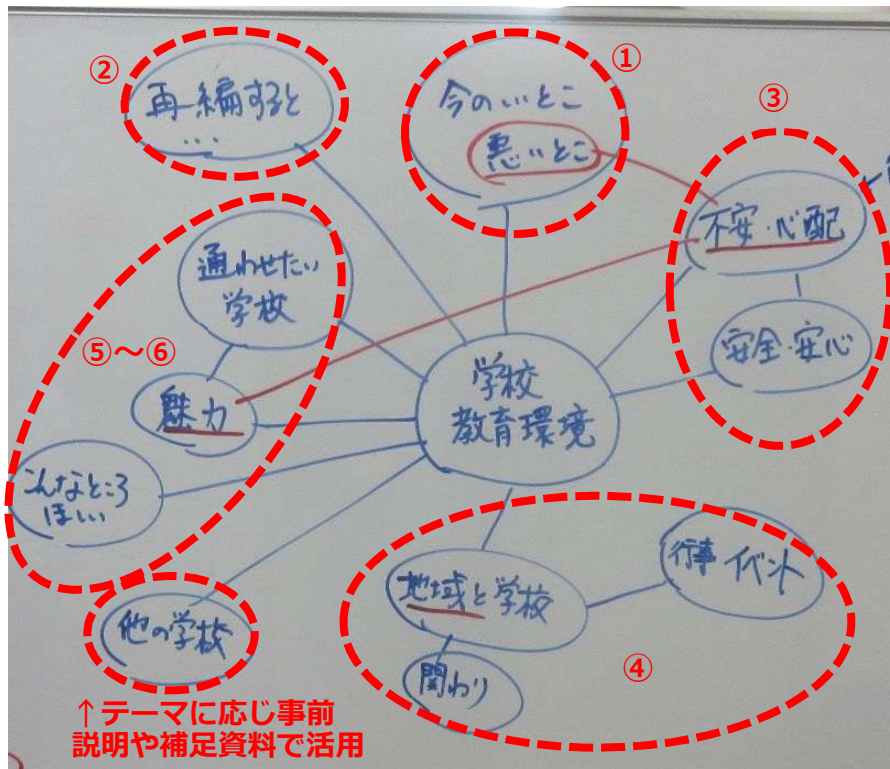 ②
再編すると
…
①
今のいいとこ
悪いとこ
③
不安・心配
安全・安心
通わせたい
学校
⑤～⑥
魅力
こんなところ
ほしい
学校
教育環境
他の学校
↑テーマに応じ事前
説明や補足資料で活用
地域と学校
関わり
行事 イベント
④